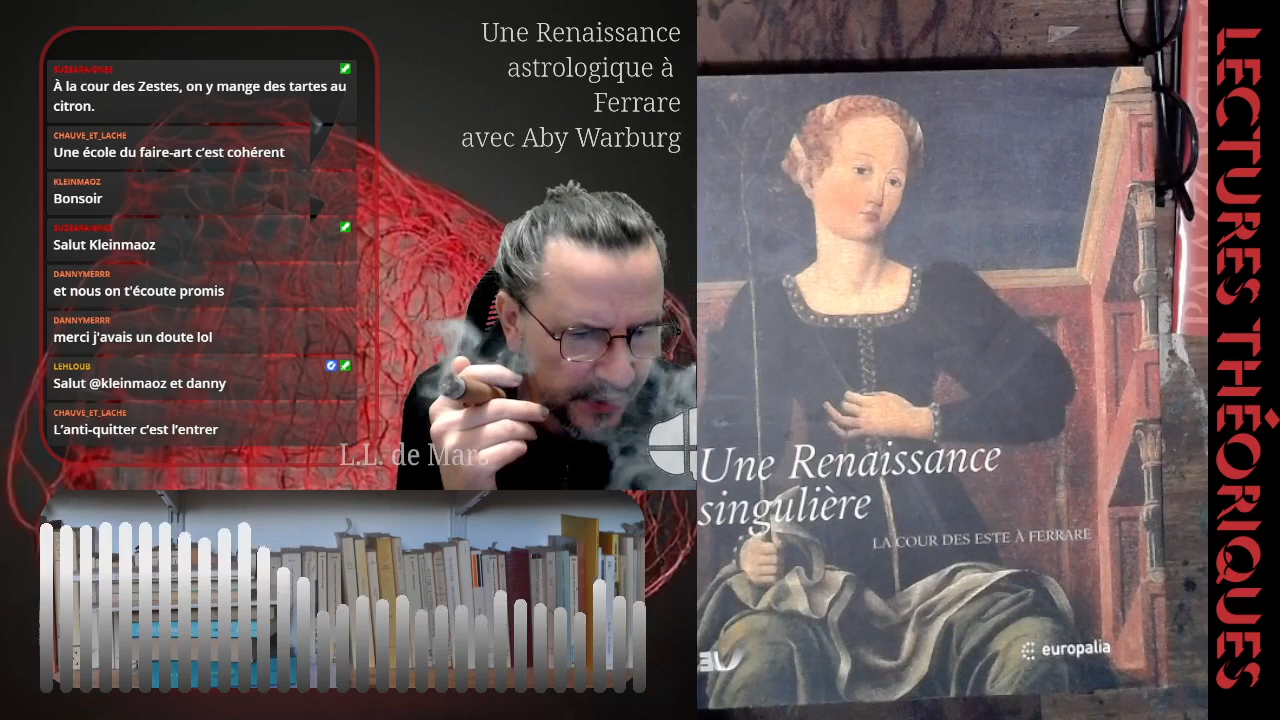 Une Renaissance
astrologique à
Ferrare
avec Aby Warburg
À la cour des Zestes, on y mange des tartes au
citron.
CHAUVE_ET_LACHE
Une école du faire-art c'est cohérent
KLEINMAOZ
Bonsoir
Salut Kleinmaoz
DANNYMERRR
et nous on t'écoute promis
DANNYMERRR
merci j'avais un doute lol
LEHLOUB
Salut @kleinmaoz et danny
CHAUVE_ET_LACHE
L'anti-quitter c'est l'entrer
L.L. de Mars
Une Renaissance
singulière
LA COUR DES ESTE À FERRARE
europalia
LECTURES THÉORIQUES